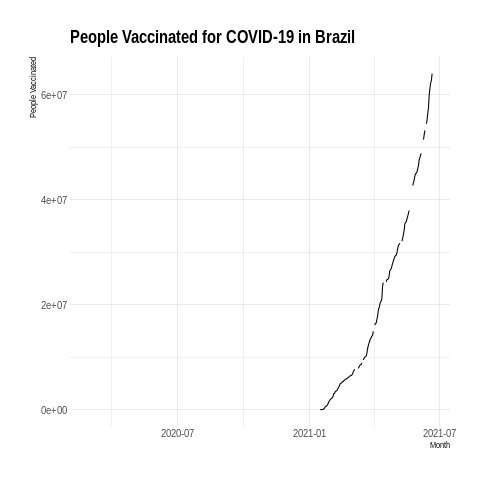 People Vaccinated for COVID-19 in Brazil
People Vaccinated
6e+07
4e+07
2e+07
0e+00
2020-07
2021-01
2021-07
Month